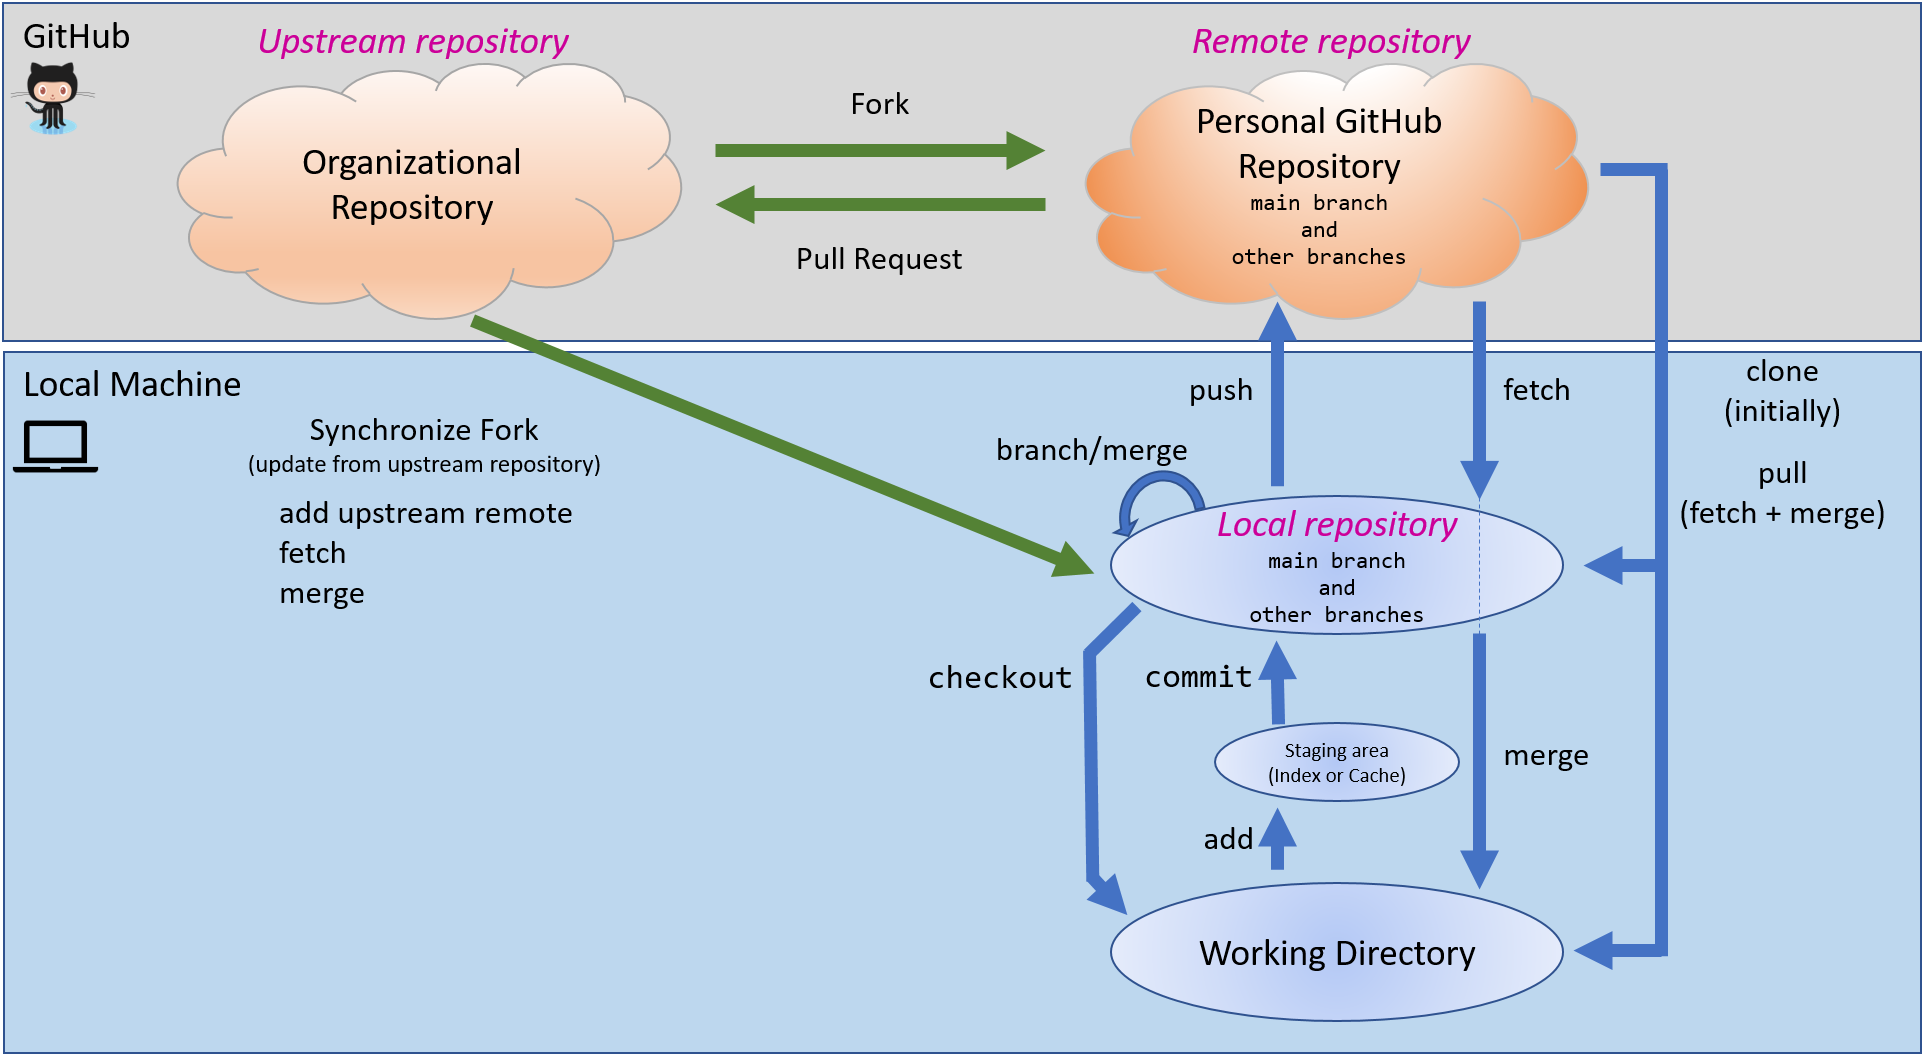 GitHub
Upstream repository
Remote repository
Organizational
Repository
Fork
Pull Request
Personal GitHub
Repository
main branch
and
other branches
Local Machine
Synchronize Fork
(update from upstream repository)
add upstream remote
fetch
merge
push
fetch
clone
(initially)
pull
(fetch + merge)
branch/merge
Local repository
main branch
and
other branches
checkout
commit
Staging area
(Index or Cache)
merge
add
Working Directory